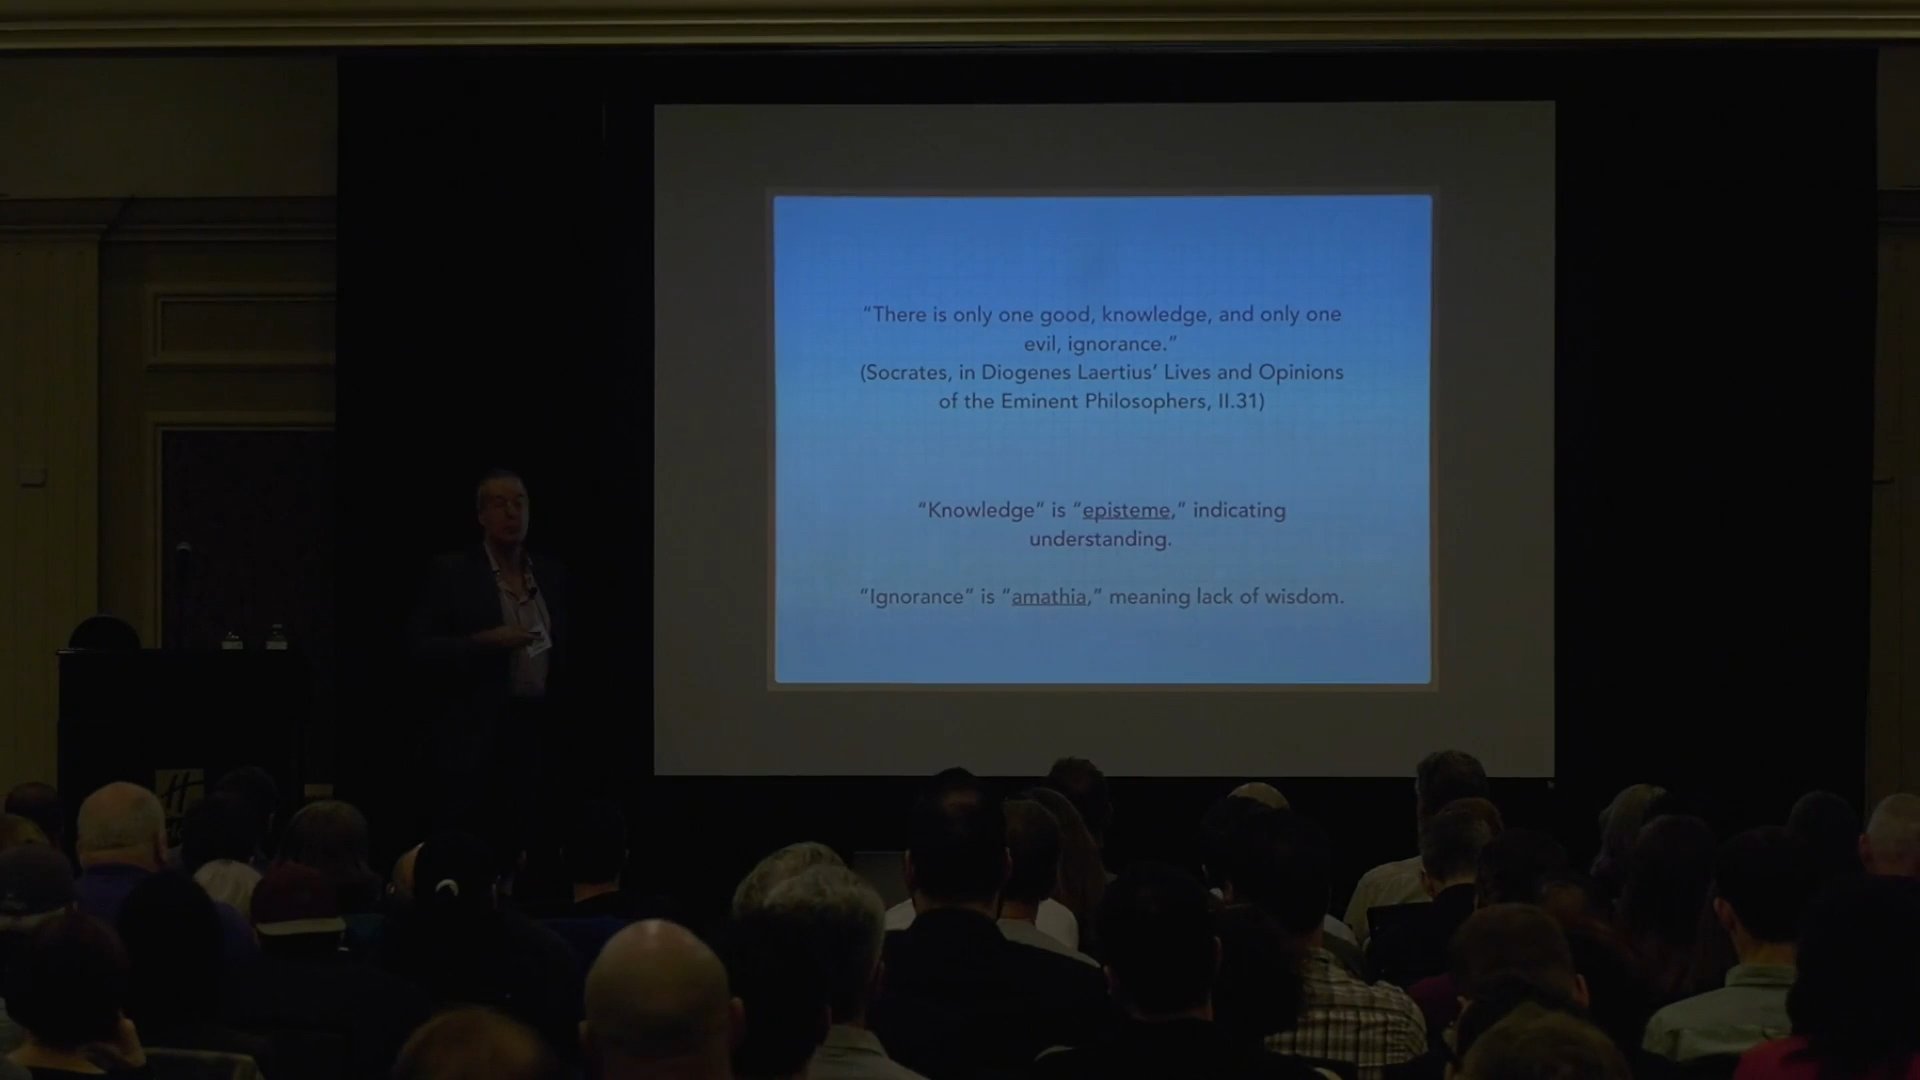 “There is only one good, knowledge, and only one
evil, ignorance.”
(Socrates, in Diogenes Laertius’ Lives and Opinions
of the Eminent Philosophers, II.31)
“Knowledge” is “episteme,” indicating
understanding.
“Ignorance” is “amathia,” meaning lack of wisdom.